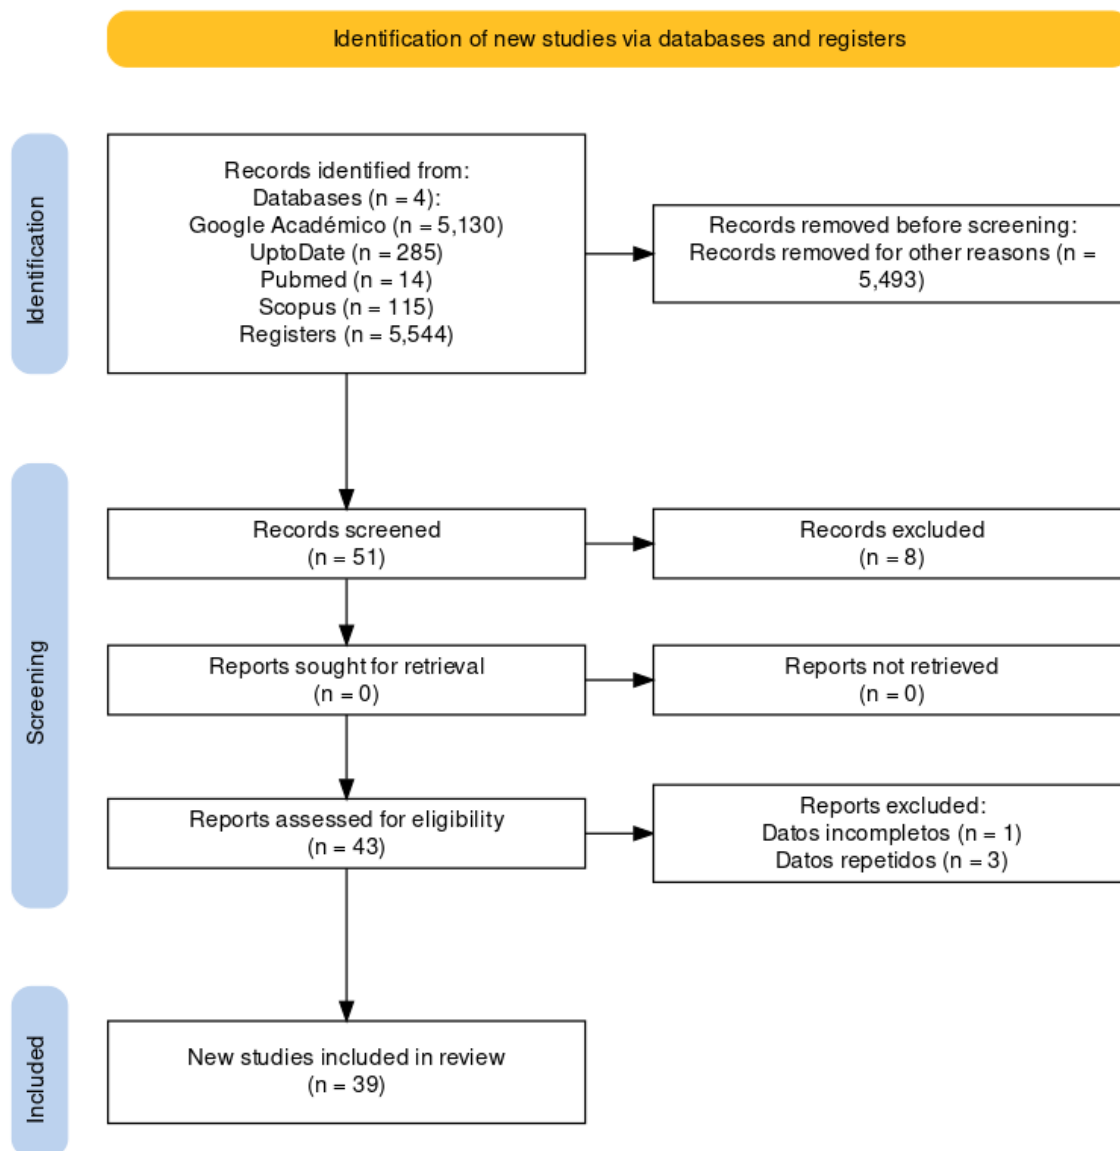 Identification of new studies via databases and registers
Identification
Records identified from:
Databases (n = 4):
Google Académico (n = 5,130)
UptoDate (n = 285)
Pubmed (n = 14)
Scopus (n = 115)
Registers (n = 5,544)
Records removed before screening:
Records removed for other reasons (n =
5,493)
Screening
Records screened
(n = 51)
Records excluded
(n = 8)
Reports sought for retrieval
(n = 0)
Reports not retrieved
(n = 0)
Reports assessed for eligibility
(n = 43)
Reports excluded:
Datos incompletos (n = 1)
Datos repetidos (n = 3)
Included
New studies included in review
(n = 39)